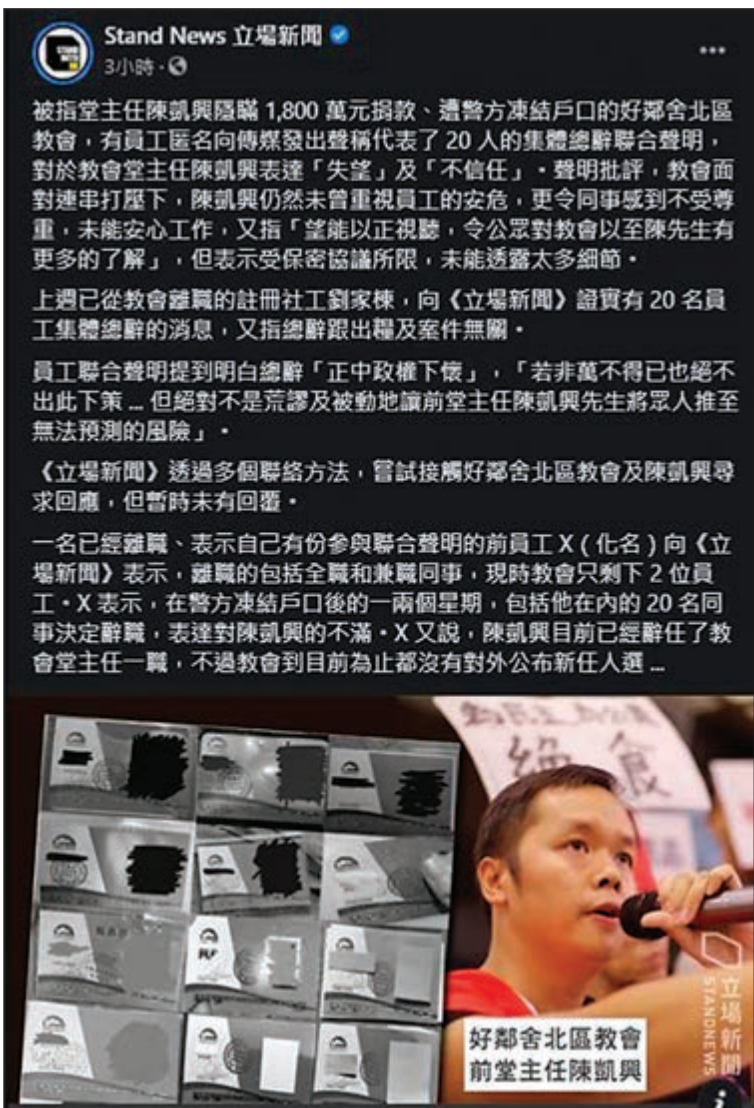 Stand News 立場新聞
3小時
被指堂主任陳凱興隱瞞 1,800 萬元捐款、遭警方凍結戶口的好鄰舍北區
教會，有員工匿名向傳媒發出聲稱代表了 20 人的集體總辭聯合聲明，
對於教會堂主任陳凱興表達「失望」及「不信任」。聲明批評，教會面
對連串打壓下，陳凱興仍然未曾重視員工的安危，更令同事感到不受尊
重，未能安心工作，又指「望能以正視聽，令公眾對教會以至陳先生有
更多的了解」，但表示受保密協議所限，未能透露太多細節。
上週已從教會離職的註冊社工劉家棟，向《立場新聞》證實有 20 名員
工集體總辭的消息，又指總辭跟出糧及案件無關。
員工聯合聲明提到明白總辭「正中政權下懷」，「若非萬不得已也絕不
出此下策 ... 但絕對不是荒謬及被動地讓前堂主任陳凱興先生將眾人推至
無法預測的風險」。
《立場新聞》透過多個聯絡方法，嘗試接觸好鄰舍北區教會及陳凱興尋
求回應，但暫時未有回覆。
一名已經離職、表示自己有份參與聯合聲明的前員工 X ( 化名 ) 向《立
場新聞》表示，離職的包括全職和兼職同事，現時教會只剩下 2 位員
工。X 表示，在警方凍結戶口後的一兩個星期，包括他在內的 20 名同
事決定辭職，表達對陳凱興的不滿。X 又說，陳凱興目前已經辭任了教
會堂主任一職，不過教會到目前為止都沒有對外公布新任人選 ...
絕食
立場新聞
STANDNEWS
好鄰舍北區教會
前堂主任陳凱興